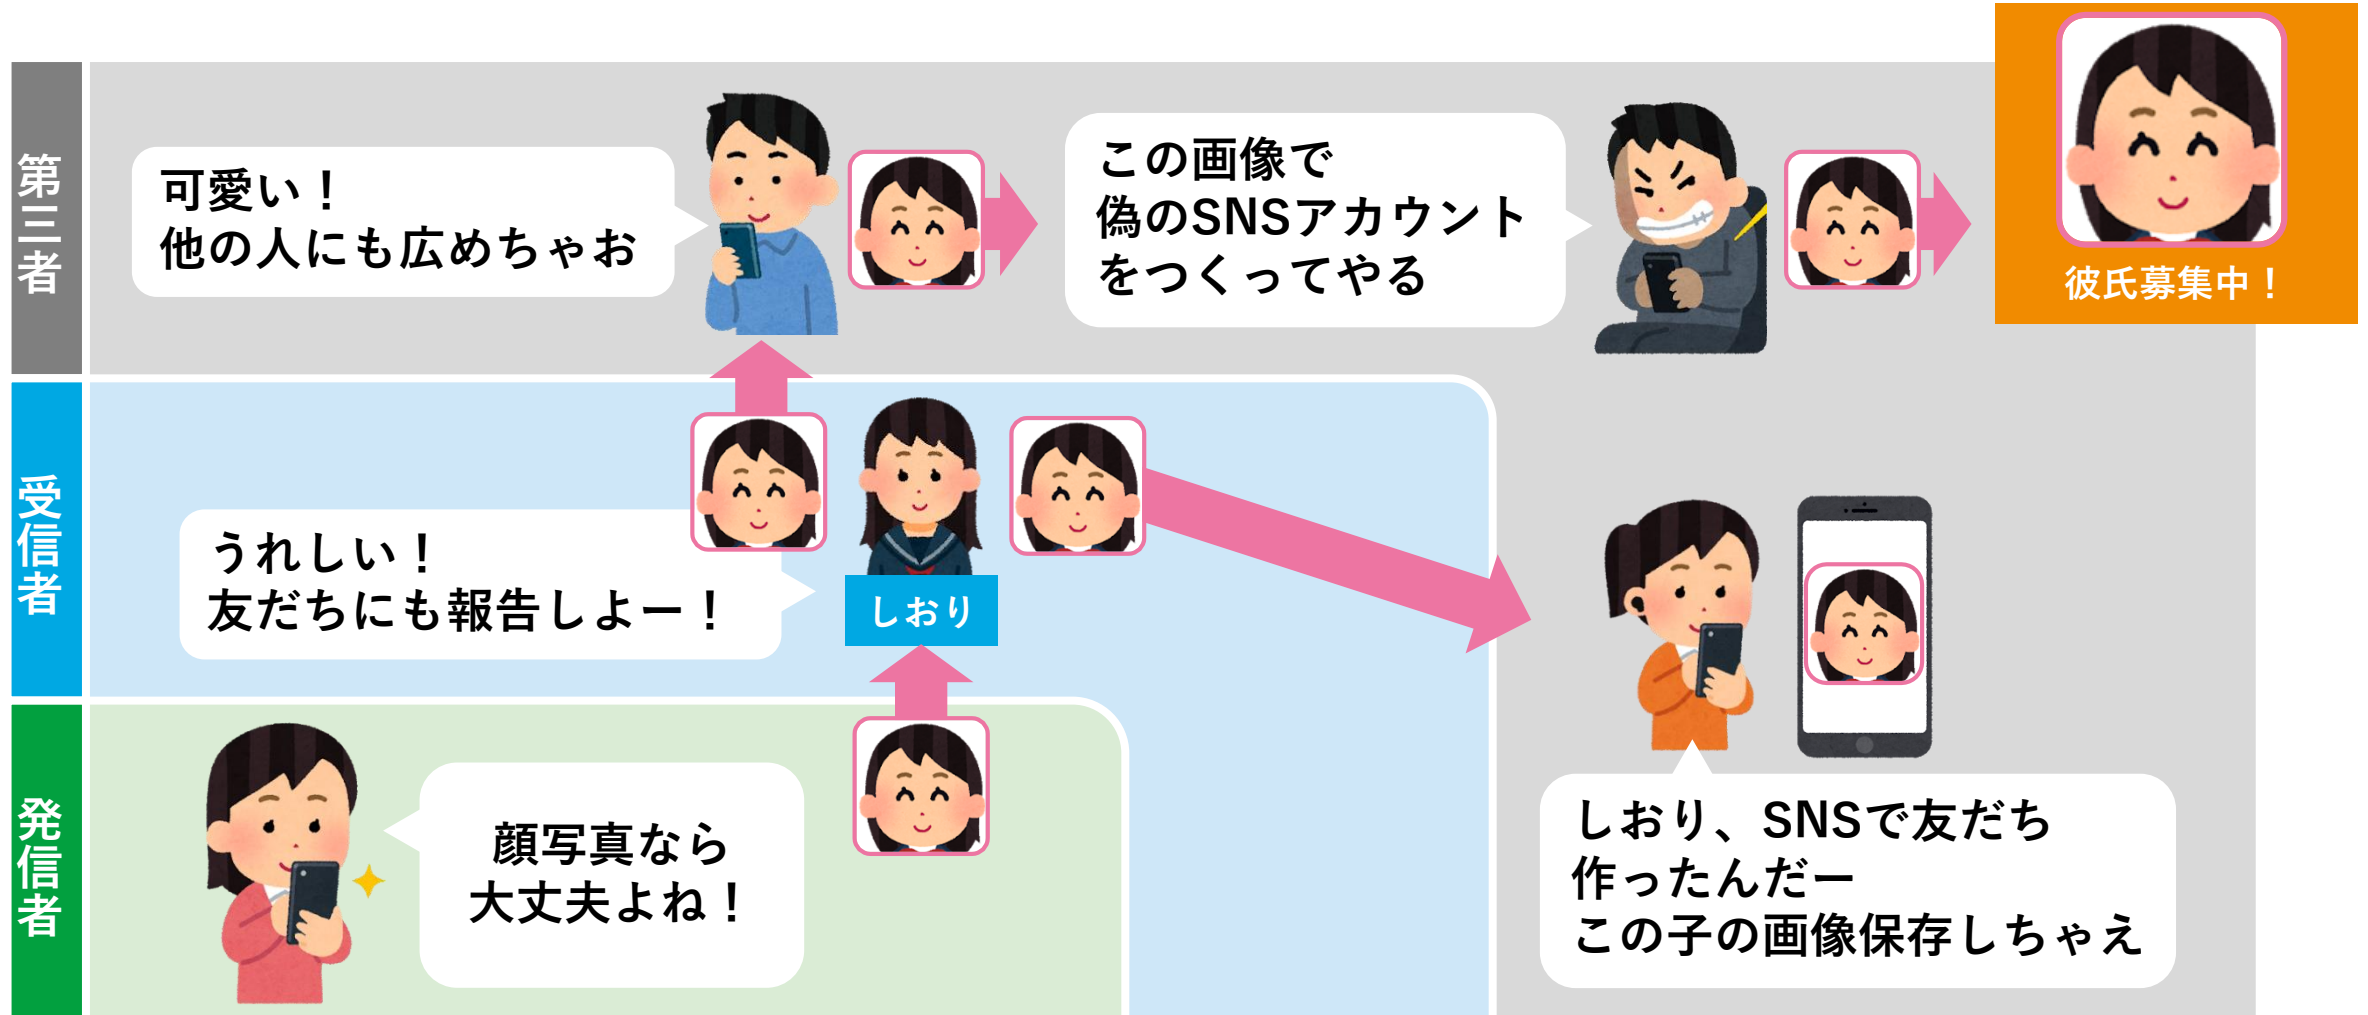 第三者
可愛い！
他の人にも広めちゃお
この画像で
偽のSNSアカウント
をつくってやる
彼氏募集中！
受信者
うれしい！
友だちにも報告しよー！
しおり
しおり、SNSで友だち
作ったんだー
この子の画像保存しちゃえ
発信者
顔写真なら
大丈夫よね！